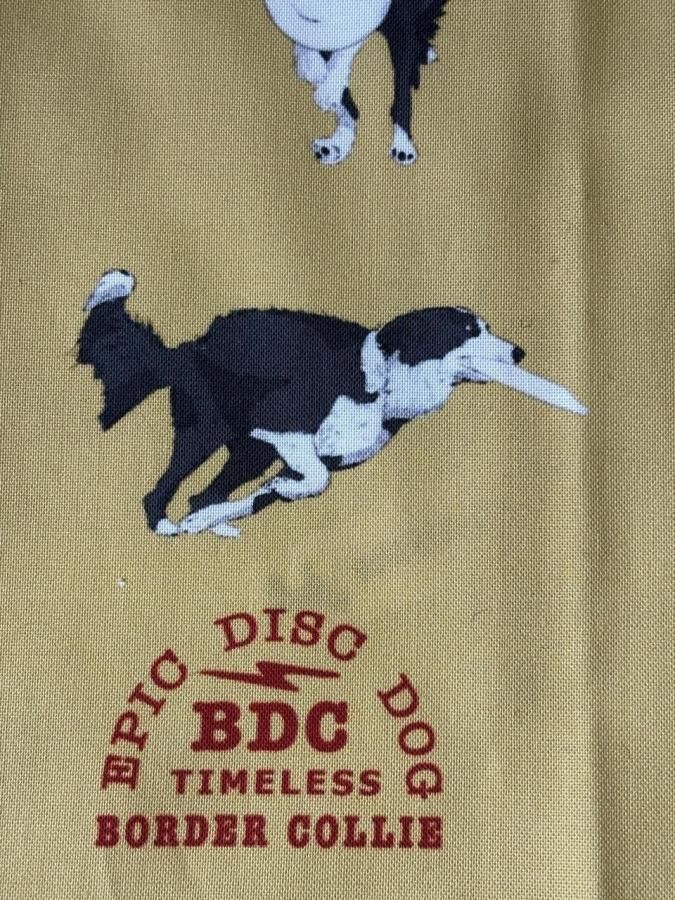 EPIC DISC DOG
BDC
TIMELESS
BORDER COLLIE